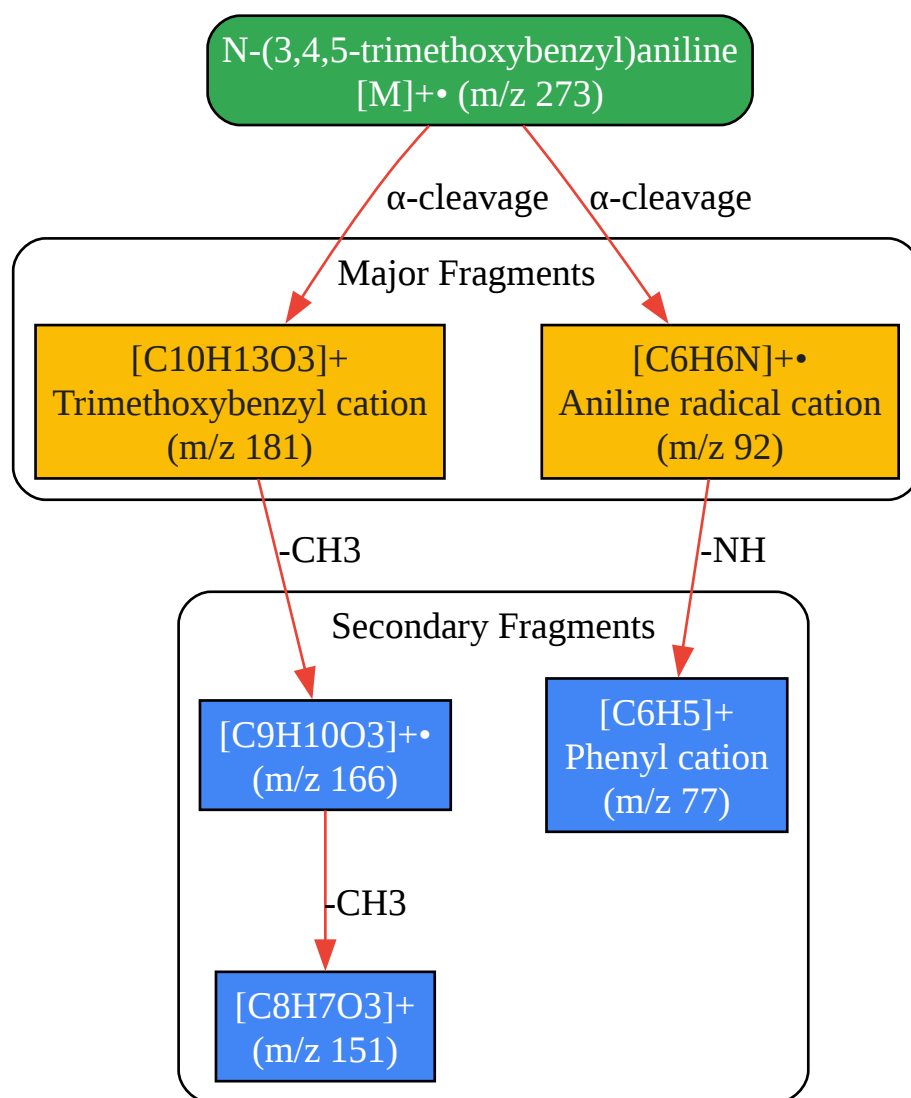 N-(3,4,5-trimethoxybenzyl)aniline
[M]+• (m/z 273)
α-cleavage
α-cleavage
Major Fragments
[C10H13O3]+
Trimethoxybenzyl cation
(m/z 181)
[C6H6N]+•
Aniline radical cation
(m/z 92)
-CH3
-NH
Secondary Fragments
[C9H10O3]+•
(m/z 166)
[C6H5]+
Phenyl cation
(m/z 77)
-CH3
[C8H7O3]+
(m/z 151)